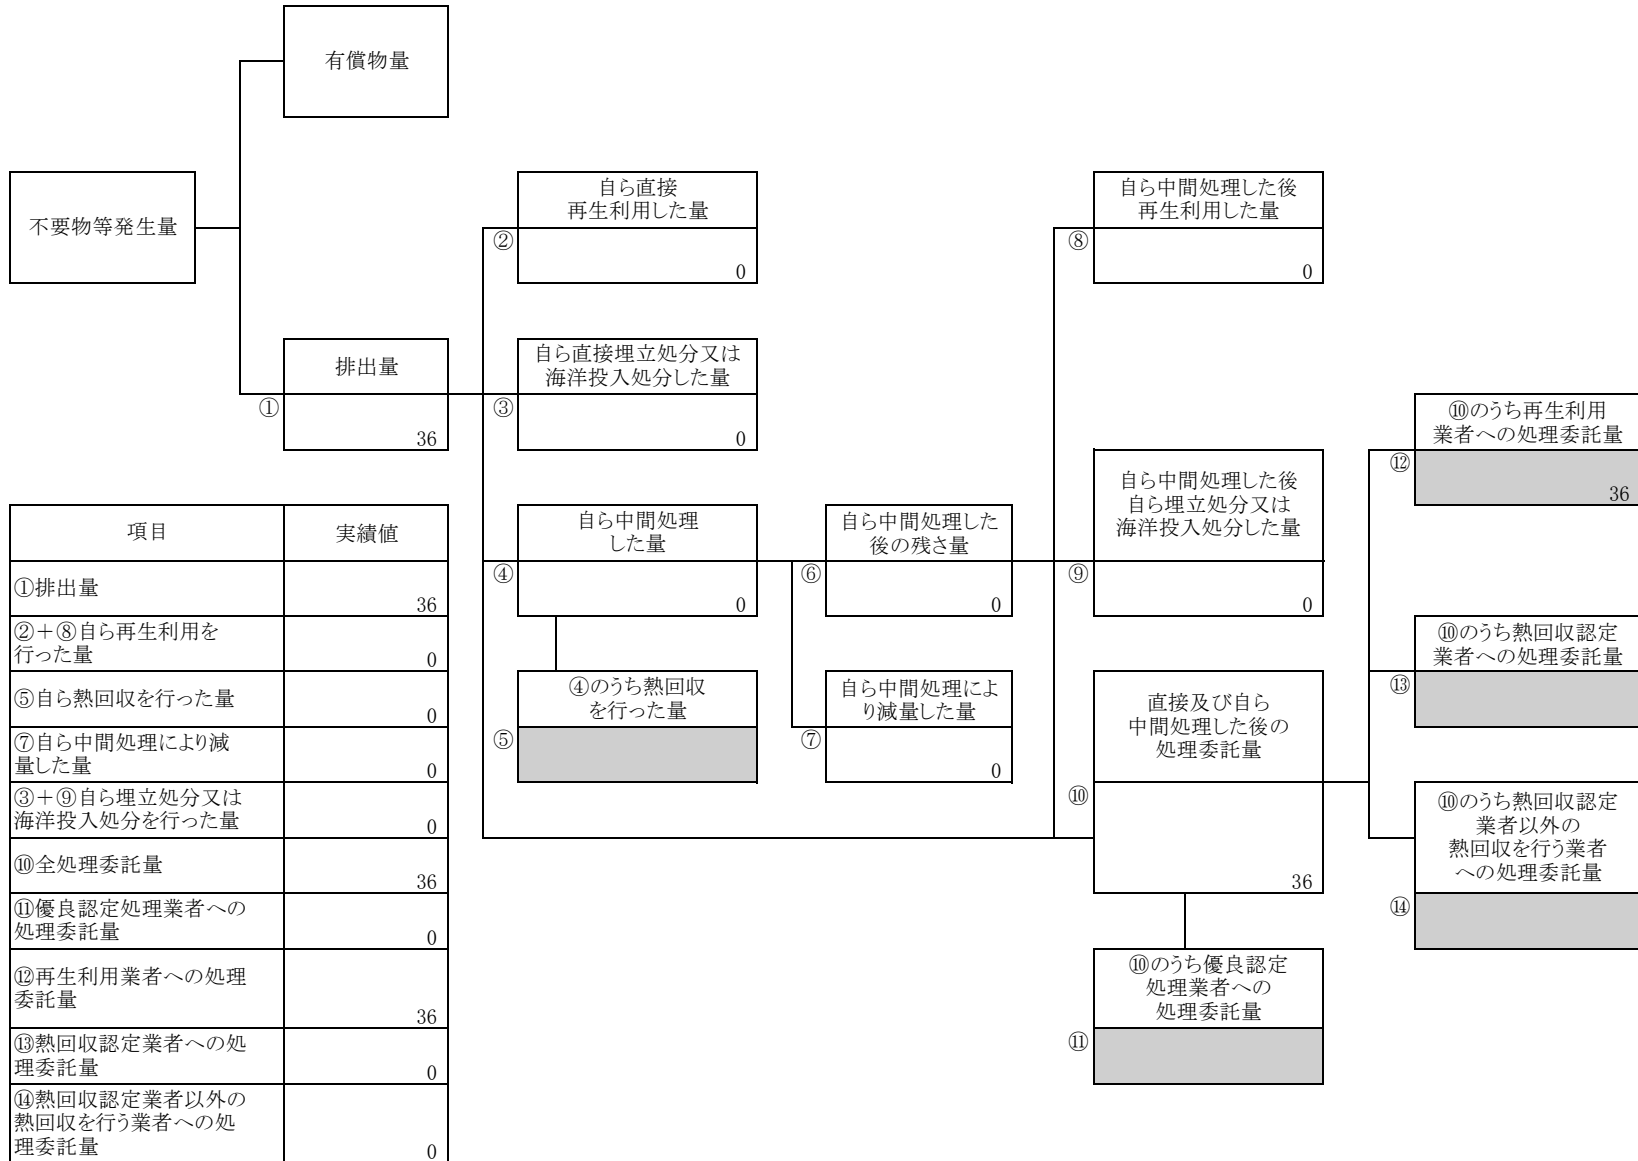 有償物量
不要物等発生量
自ら直接
再生利用した量
②
0
自ら中間処理した後
再生利用した量
⑧
0
排出量
①
36
自ら直接埋立処分又は
海洋投入処分した量
③
0
⑩のうち再生利用
業者への処理委託量
⑫
36
自ら中間処理
した量
④
0
自ら中間処理した
後の残さ量
⑥
0
自ら中間処理した後
自ら埋立処分又は
海洋投入処分した量
⑨
0
⑩のうち熱回収認定
業者への処理委託量
⑬
④のうち熱回収
を行った量
⑤
自ら中間処理によ
り減量した量
⑦
0
直接及び自ら
中間処理した後の
処理委託量
⑩
36
⑩のうち熱回収認定
業者以外の
熱回収を行う業者
への処理委託量
⑭
⑩のうち優良認定
処理業者への
処理委託量
⑪
項目 実績値
①排出量
36
②＋⑧自ら再生利用を
行った量
0
⑤自ら熱回収を行った量
0
⑦自ら中間処理により減
量した量
0
③＋⑨自ら埋立処分又は
海洋投入処分を行った量
0
⑩全処理委託量
36
⑪優良認定処理業者への
処理委託量
0
⑫再生利用業者への処理
委託量
36
⑬熱回収認定業者への処
理委託量
0
⑭熱回収認定業者以外の
熱回収を行う業者への処
理委託量
0